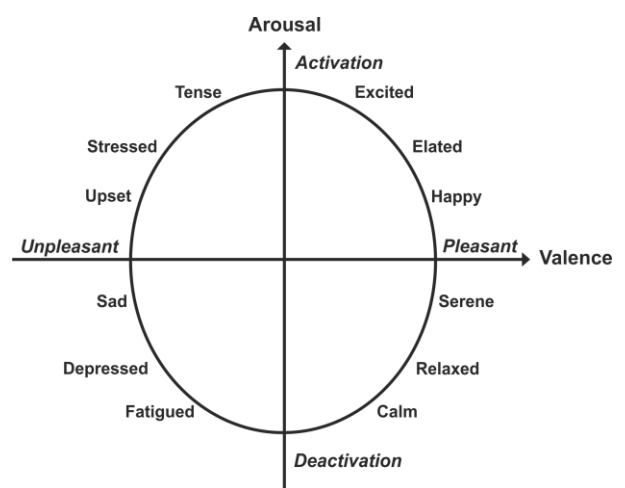 Arousal
Activation
Tense
Excited
Stressed
Elated
Upset
Happy
Unpleasant
Pleasant
Valence
Sad
Serene
Depressed
Relaxed
Fatigued
Calm
Deactivation